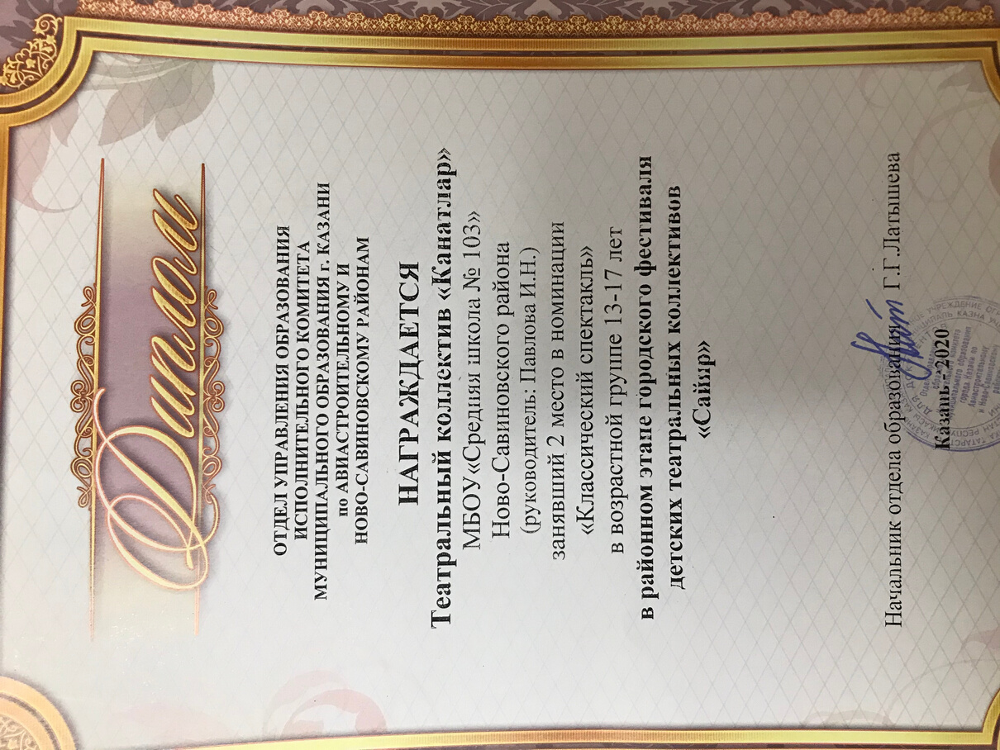 Диплом
ОТДЕЛ УПРАВЛЕНИЯ ОБРАЗОВАНИЯ
ИСПОЛНИТЕЛЬНОГО КОМИТЕТА
МУНИЦИПАЛЬНОГО ОБРАЗОВАНИЯ г. КАЗАНИ
по АВИАСТРОИТЕЛЬНОМУ И
НОВО-САВИНОВСКОМУ РАЙОНАМ
НАГРАЖДАЕТСЯ
Театральный коллектив «Канатлар»
МБОУ«Средняя школа № 103»
Ново-Савиновского района
(руководитель: Павлова И.Н.)
занявший 2 место в номинации
«Классический спектакль»
в возрастной группе 13-17 лет
в районном этапе городского фестиваля
детских театральных коллективов
«Сайяр»
Начальник отдела образования Г.Г.Латышева
Казань - 2020